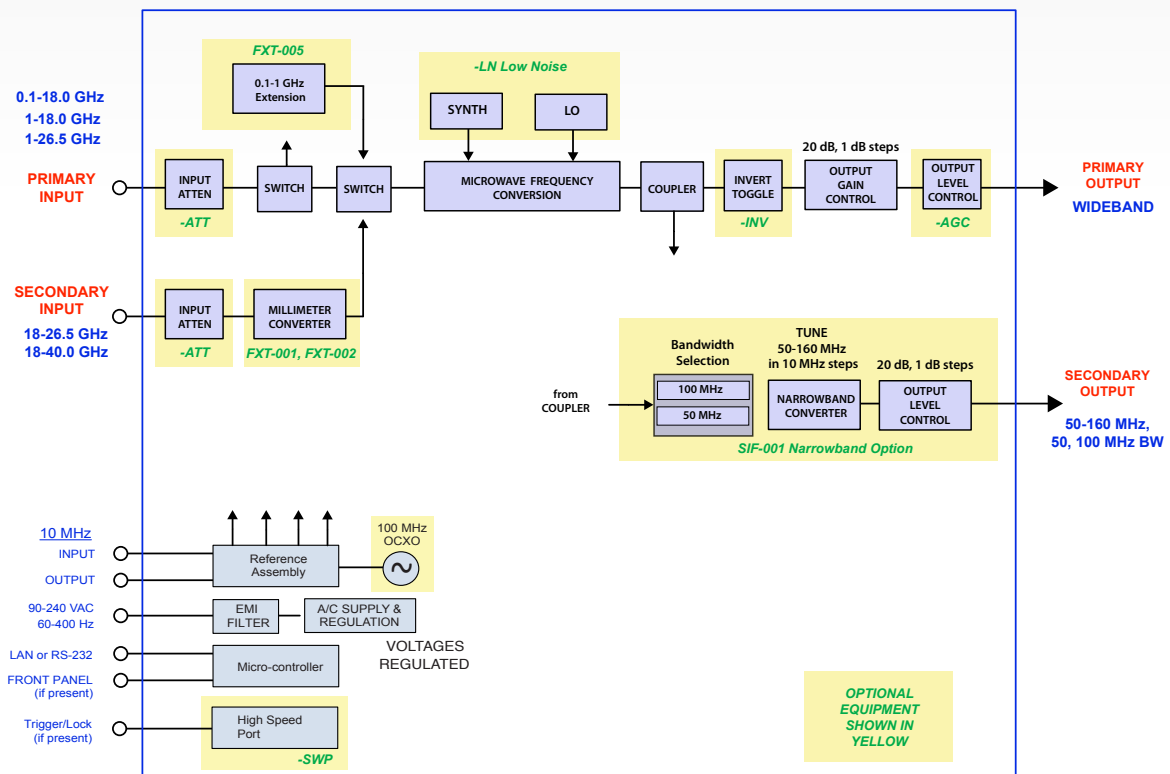 FXT-005
0.1-1 GHz
Extension
-LN Low Noise
SYNTH
LO
0.1-18.0 GHz
1-18.0 GHz
1-26.5 GHz
PRIMARY
INPUT
INPUT
ATTEN
-ATT
SWITCH
SWITCH
MICROWAVE FREQUENCY
CONVERSION
COUPLER
INVERT
TOGGLE
-INV
20 dB, 1 dB steps
OUTPUT
GAIN
CONTROL
OUTPUT
LEVEL
CONTROL
-AGC
PRIMARY
OUTPUT
WIDEBAND
SECONDARY
INPUT
18-26.5 GHz
18-40.0 GHz
INPUT
ATTEN
-ATT
MILLIMETER
CONVERTER
FXT-001, FXT-002
from
COUPLER
Bandwidth
Selection
100 MHz
50 MHz
TUNE
50-160 MHz
in 10 MHz steps
NARROWBAND
CONVERTER
20 dB, 1 dB steps
OUTPUT
LEVEL
CONTROL
SIF-001 Narrowband Option
SECONDARY
OUTPUT
50-160 MHz,
50, 100 MHz BW
10 MHz
INPUT
OUTPUT
Reference
Assembly
100 MHz
OCXO
90-240 VAC
60-400 Hz
EMI
FILTER
A/C SUPPLY &
REGULATION
VOLTAGES
REGULATED
LAN or RS-232
FRONT PANEL
(if present)
Micro-controller
Trigger/Lock
(if present)
High Speed
Port
-SWP
OPTIONAL
EQUIPMENT
SHOWN IN
YELLOW